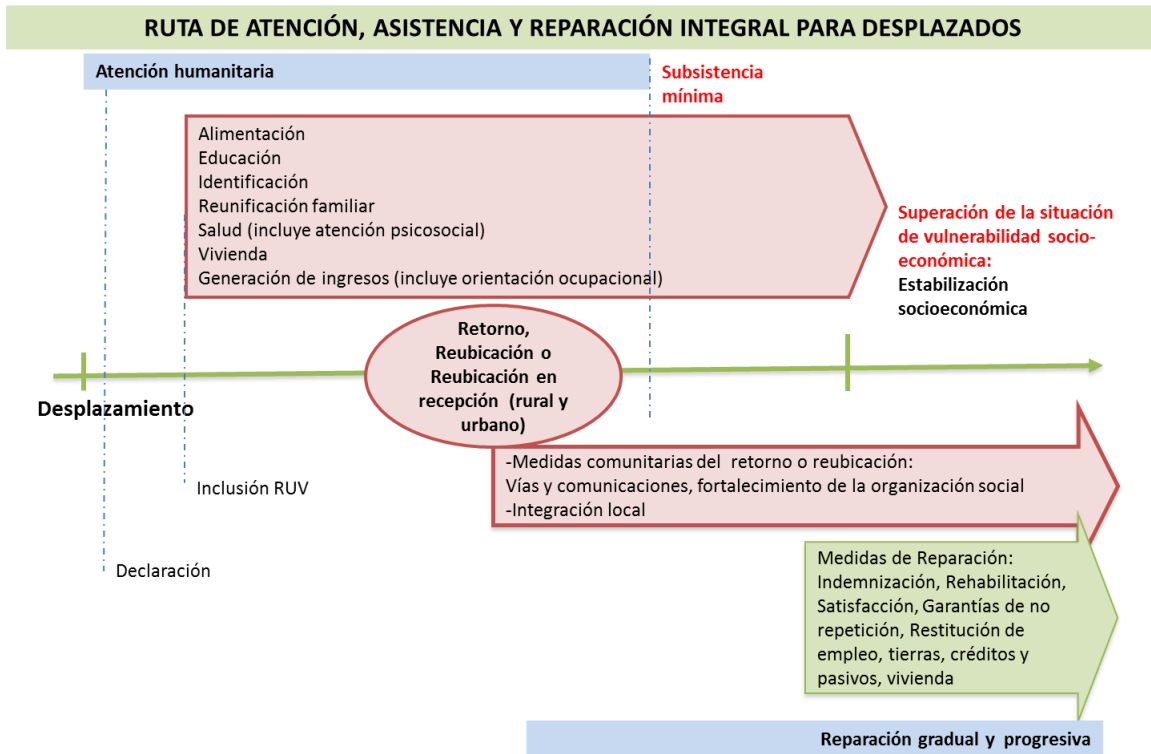 RUTA DE ATENCIÓN, ASISTENCIA Y REPARACIÓN INTEGRAL PARA DESPLAZADOS
Atención humanitaria
Subsistencia
mínima
Alimentación
Educación
Identificación
Reunificación familiar
Salud (incluye atención psicosocial)
Vivienda
Generación de ingresos (incluye orientación ocupacional)
Superación de la situación
de vulnerabilidad socio-
económica:
Estabilización
socioeconómica
Retorno,
Reubicación o
Reubicación en
recepción (rural y
urbano)
Desplazamiento
-Medidas comunitarias del retorno o reubicación:
Vías y comunicaciones, fortalecimiento de la organización social
-Integración local
Inclusión RUV
Declaración
Medidas de Reparación:
Indemnización, Rehabilitación,
Satisfacción, Garantías de no
repetición, Restitución de
empleo, tierras, créditos y
pasivos, vivienda
Reparación gradual y progresiva